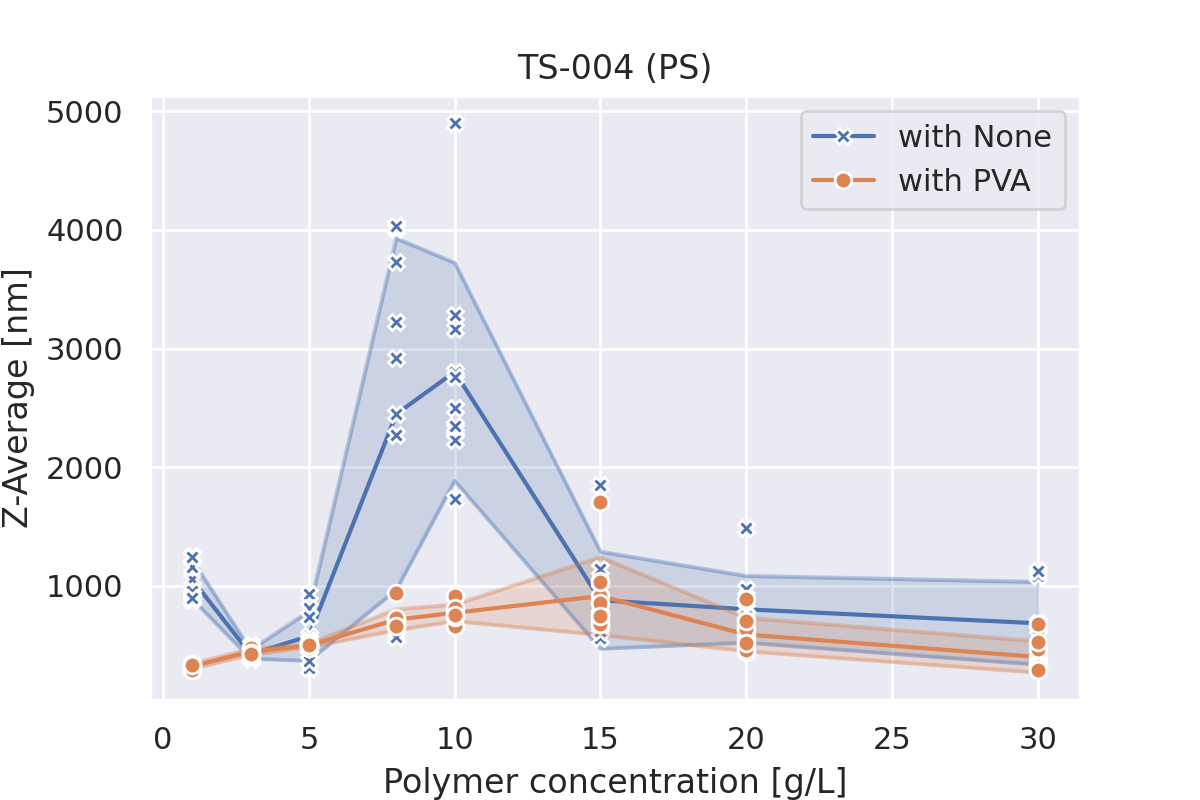 TS-004 (PS)
with None
with PVA
Z-Average [nm]
5000
4000
3000
2000
1000
0 5 10 15 20 25 30
Polymer concentration [g/L]